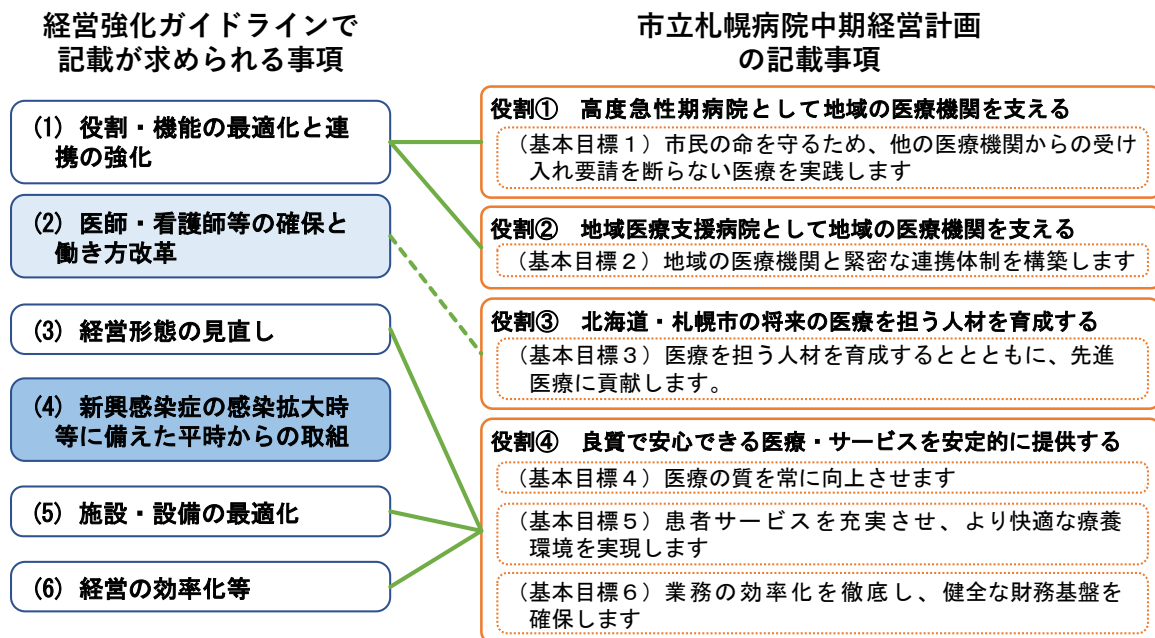 経営強化ガイドラインで
記載が求められる事項
(1) 役割・機能の最適化と連
携の強化
(2) 医師・看護師等の確保と
働き方改革
(3) 経営形態の見直し
(4) 新興感染症の感染拡大時
等に備えた平時からの取組
(5) 施設・設備の最適化
(6) 経営の効率化等
市立札幌病院中期経営計画
の記載事項
役割① 高度急性期病院として地域の医療機関を支える
（基本目標１）市民の命を守るため、他の医療機関からの受け
入れ要請を断らない医療を実践します
役割② 地域医療支援病院として地域の医療機関を支える
（基本目標２）地域の医療機関と緊密な連携体制を構築します
役割③ 北海道・札幌市の将来の医療を担う人材を育成する
（基本目標３）医療を担う人材を育成するととともに、先進
医療に貢献します。
役割④ 良質で安心できる医療・サービスを安定的に提供する
（基本目標４）医療の質を常に向上させます
（基本目標５）患者サービスを充実させ、より快適な療養
環境を実現します
（基本目標６）業務の効率化を徹底し、健全な財務基盤を
確保します